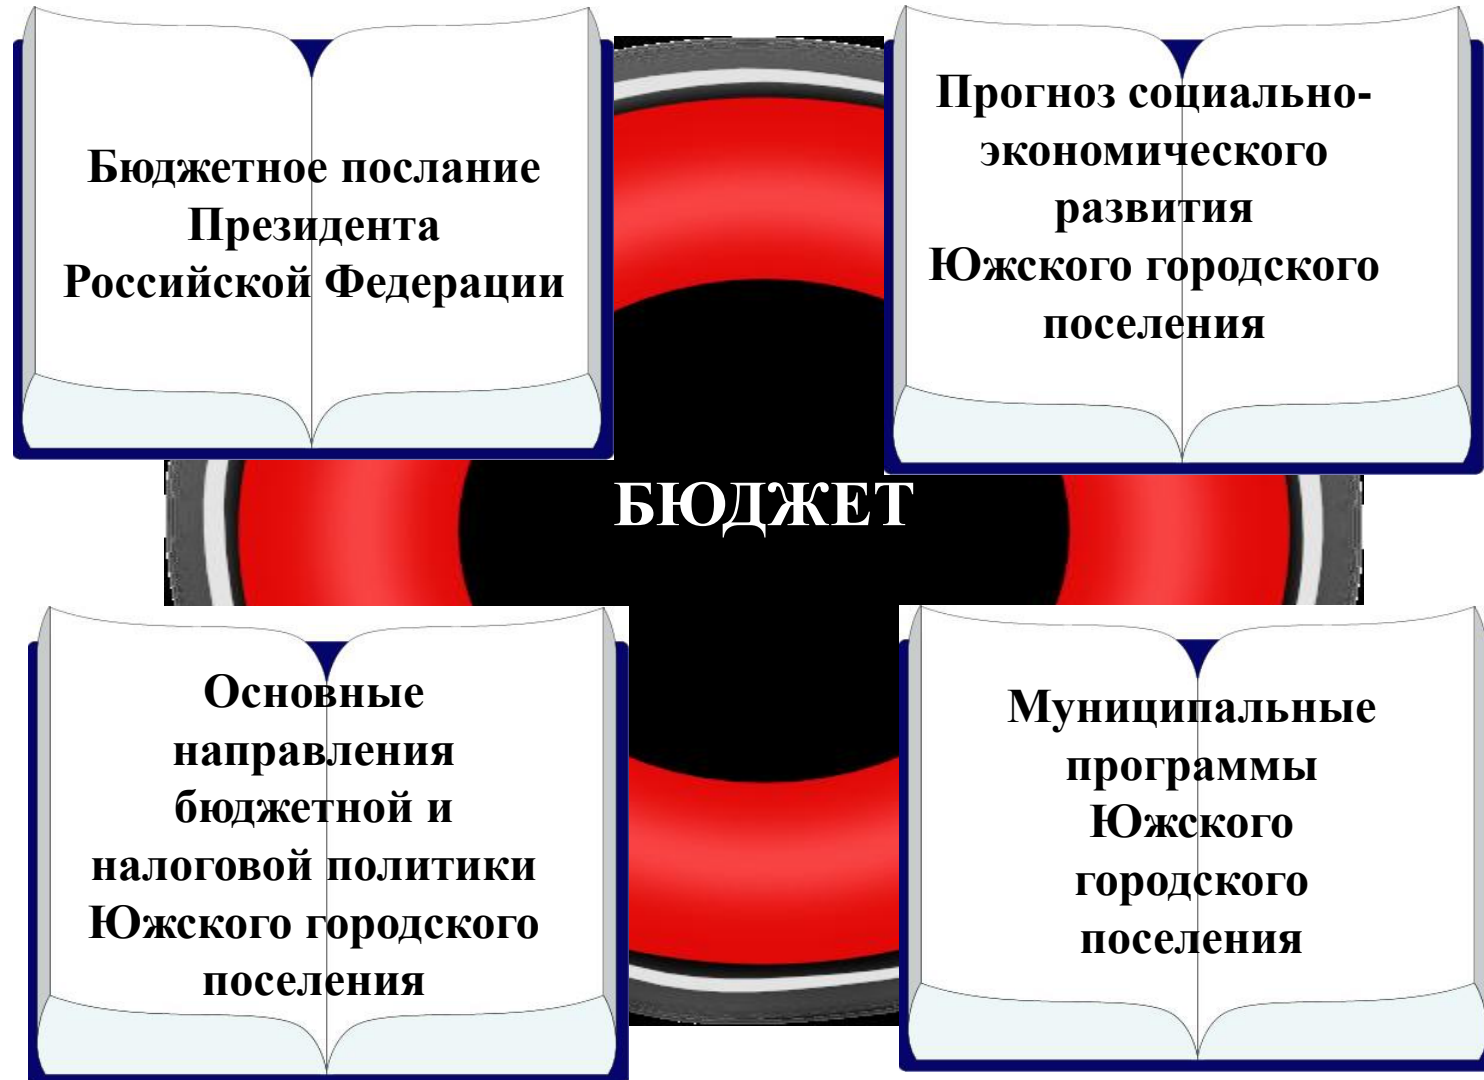 Бюджетное послание
Президента
Российской Федерации
Прогноз социально-
экономического
развития
Южского городского
поселения
БЮДЖЕТ
Основные
направления
бюджетной и
налоговой политики
Южского городского
поселения
Муниципальные
программы
Южского
городского
поселения